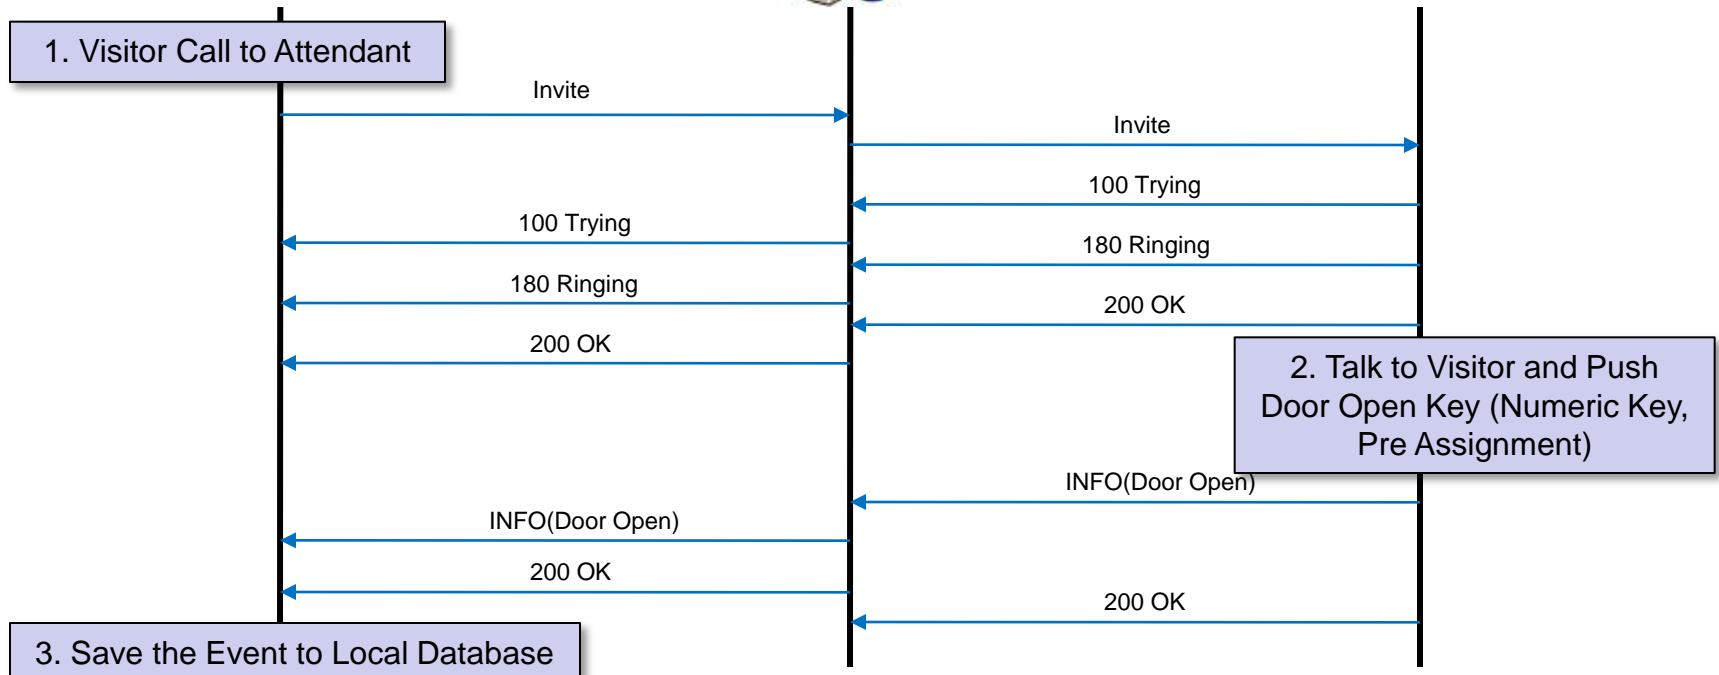 1. Visitor Call to Attendant
Invite
Invite
100 Trying
100 Trying
180 Ringing
180 Ringing
200 OK
200 OK
2. Talk to Visitor and Push
Door Open Key (Numeric Key,
Pre Assignment)
INFO(Door Open)
INFO(Door Open)
200 OK
200 OK
3. Save the Event to Local Database